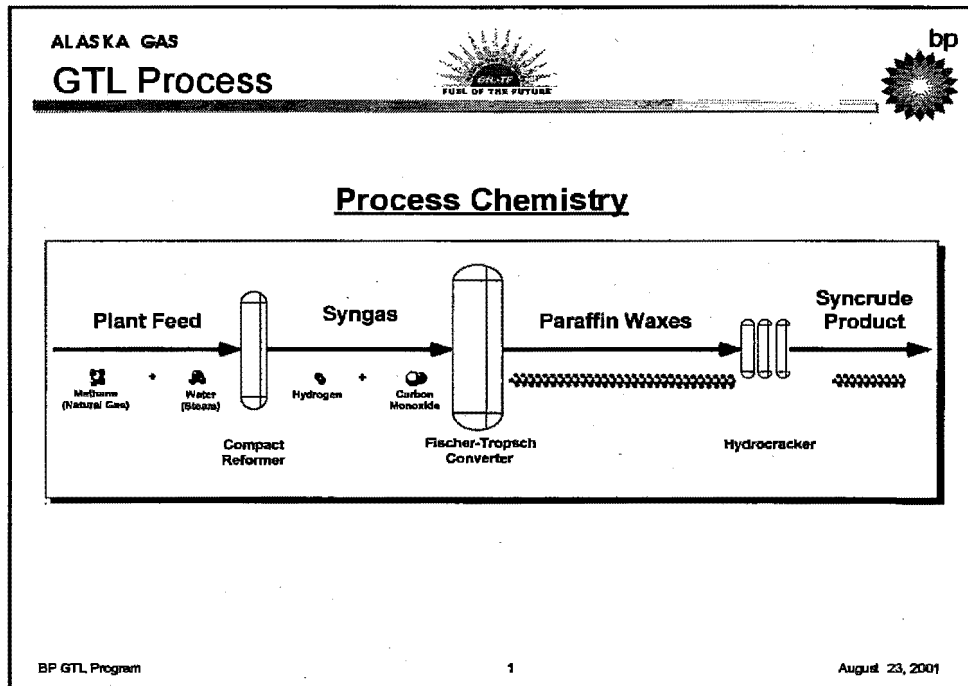 ALASKA GAS
bp
GTL Process
FUEL OF THE FUTURE
Process Chemistry
Plant Feed
Syngas
Paraffin Waxes
Syncrude
Product
Methane
(Natural Gas)
+
Water
(Steam)
Hydrogen
+
Carbon
Monoxide
Compact
Reformer
Fischer-Tropsch
Converter
Hydrocracker
BP GTL Program
1
August 23, 2001